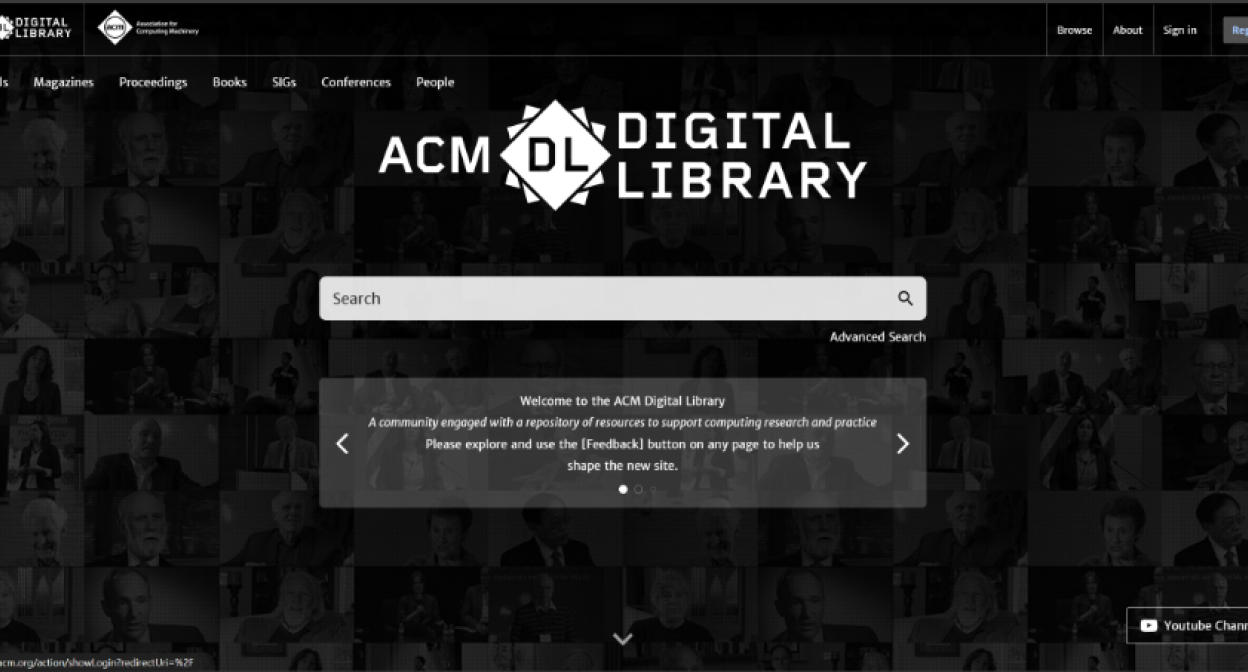 DL DIGITAL
LIBRARY
acm Association for
Computing Machinery
Browse About Sign in Reg
ls Magazines Proceedings Books SIGs Conferences People
ACM DL DIGITAL
LIBRARY
Search
Advanced Search
Welcome to the ACM Digital Library
A community engaged with a repository of resources to support computing research and practice
Please explore and use the [Feedback] button on any page to help us
shape the new site.
Youtube Chann
acm.org/action/showLogin?redirectUri=%2F